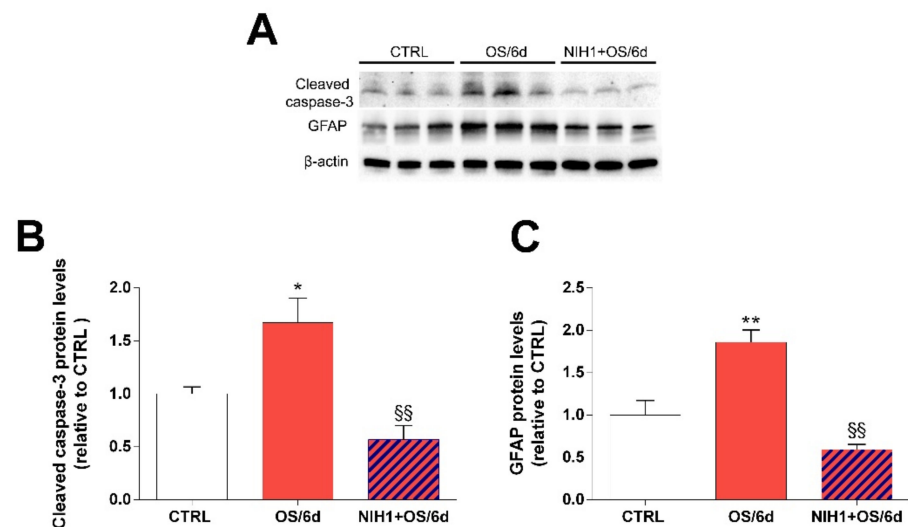 A
CTRL OS/6d NIH1+OS/6d
Cleaved
caspase-3
GFAP
β-actin
B
Cleaved caspase-3 protein levels
(relative to CTRL )
2.0
1.5
1.0
0.5
0.0
*
§§
CTRL OS/6d NIH1+OS/6d
C
GFAP protein levels
(relative to CTRL)
2.5
2.0
1.5
1.0
0.5
0.0
**
§§
CTRL OS/6d NIH1+OS/6d